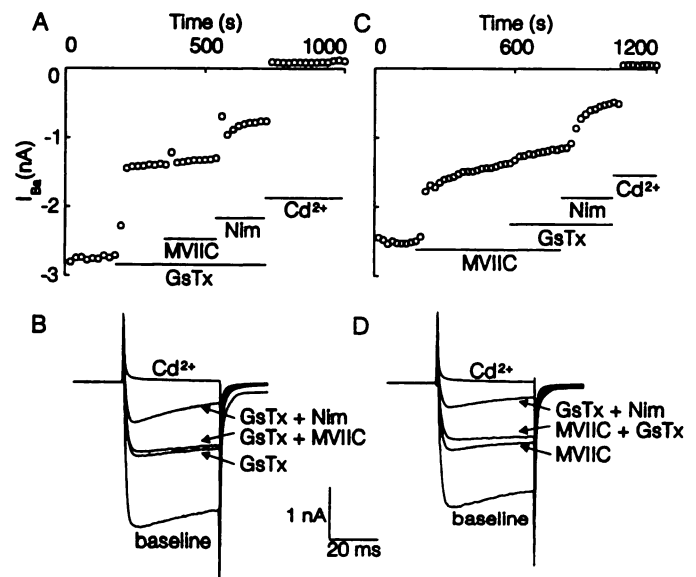 A
Time (s)
0 500 1000
0
-1
-2
-3
I_Ba(nA)
Cd²⁺
Nim
MVIIC
GsTx
C
Time (s)
0 600 1200
Cd²⁺
Nim
GsTx
MVIIC
B
Cd²⁺
GsTx + Nim
GsTx + MVIIC
GsTx
baseline
1 nA
20 ms
D
Cd²⁺
GsTx + Nim
MVIIC + GsTx
MVIIC
baseline